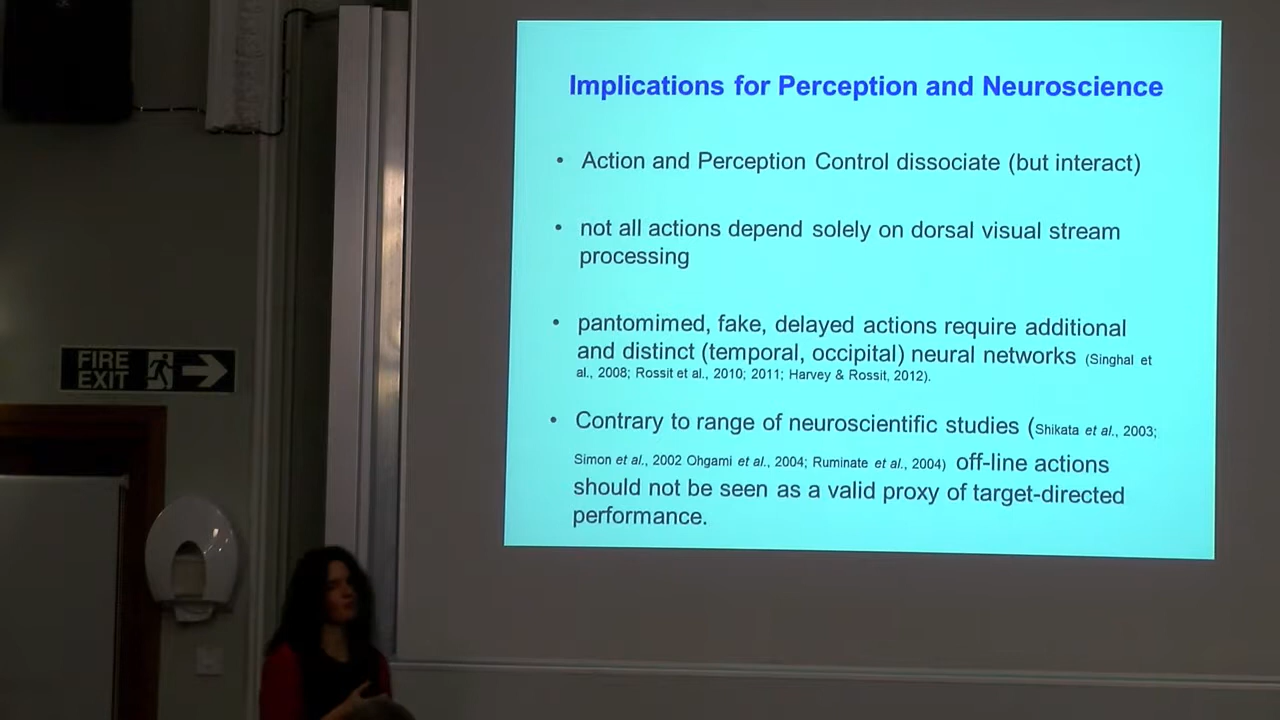 Implications for Perception and Neuroscience
• Action and Perception Control dissociate (but interact)
• not all actions depend solely on dorsal visual stream
processing
• pantomimed, fake, delayed actions require additional
and distinct (temporal, occipital) neural networks (Singhal et
al., 2008; Rossit et al., 2010; 2011; Harvey & Rossit, 2012).
• Contrary to range of neuroscientific studies (Shikata et al., 2003;
Simon et al., 2002 Ohgami et al., 2004; Ruminate et al., 2004) off-line actions
should not be seen as a valid proxy of target-directed
performance.
FIRE
EXIT